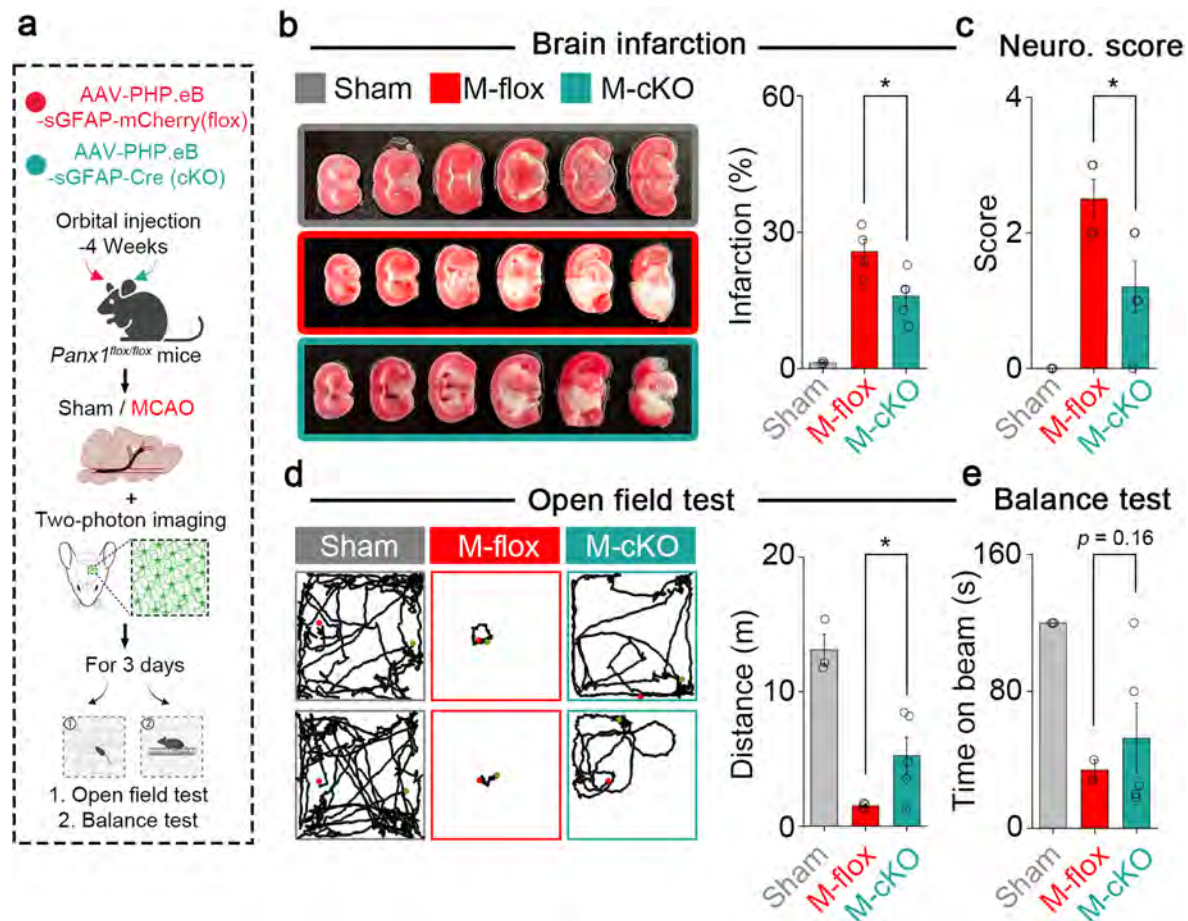 a
AAV-PHP.eB
-sGFAP-mCherry(flox)
AAV-PHP.eB
-sGFAP-Cre (cKO)
Orbital injection
-4 Weeks
Panx1flox/flox mice
Sham / MCAO
+
Two-photon imaging
For 3 days
① ②
1. Open field test
2. Balance test
b
Brain infarction
Sham M-flox M-cKO
Infarction (%)
60
30
0
*
Sham
M-flox
M-cKO
c
Neuro. score
Score
4
2
0
*
Sham
M-flox
M-cKO
d
Open field test
Sham M-flox M-cKO
Distance (m)
20
10
0
*
Sham
M-flox
M-cKO
e
Balance test
Time on beam (s)
160
80
0
p = 0.16
Sham
M-flox
M-cKO